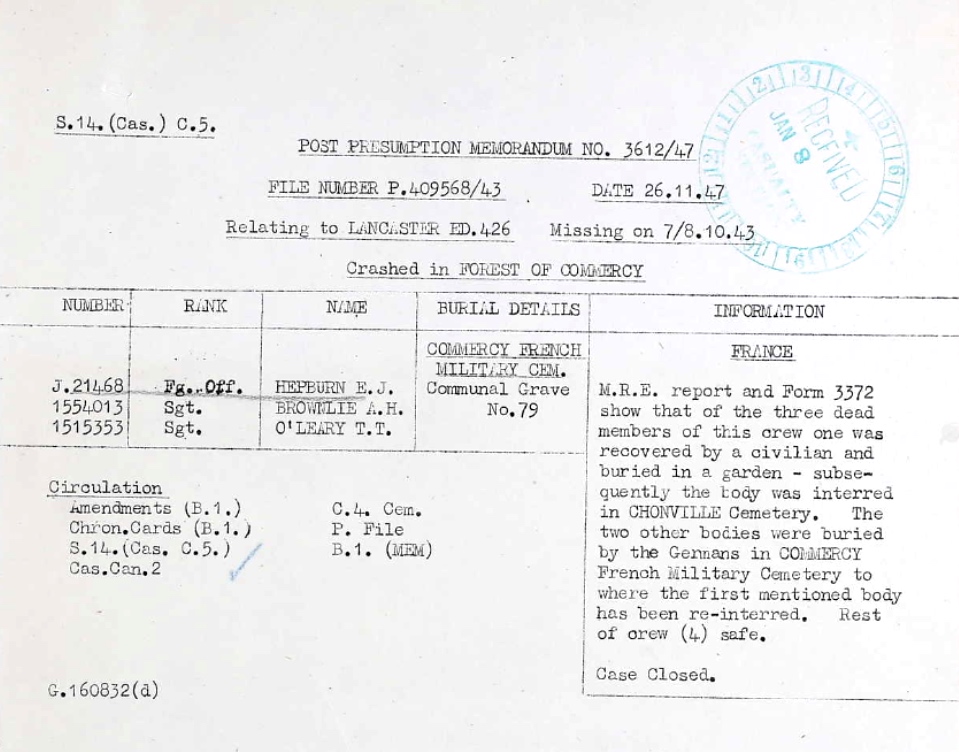 S.14.(Cas.) C.5.
POST PRESUMPTION MEMORANDUM NO. 3612/47
FILE NUMBER P.409568/43 DATE 26.11.47
Relating to LANCASTER ED.426 Missing on 7/8.10.43
Crashed in FOREST OF COMMERCY
RECEIVED
JAN 8
CASUALTY
NUMBER RANK NAME BURIAL DETAILS INFORMATION
COMMERCY FRENCH
MILITARY CEM.
J.21468 Fg. Off. HEPBURN E.J. Communal Grave
1554013 Sgt. BROWNLIE A.H. No.79
1515353 Sgt. O'LEARY T.T.
FRANCE
M.R.E. report and Form 3372
show that of the three dead
members of this crew one was
recovered by a civilian and
buried in a garden - subse-
quently the body was interred
in CHONVILLE Cemetery. The
two other bodies were buried
by the Germans in COMMERCY
French Military Cemetery to
where the first mentioned body
has been re-interred. Rest
of crew (4) safe.
Case Closed.
Circulation
Amendments (B.1.) C.4. Cem.
Chron.Cards (B.1.) P. File
S.14.(Cas. C.5.) B.1. (MEM)
Cas.Can.2
G.160832(d)